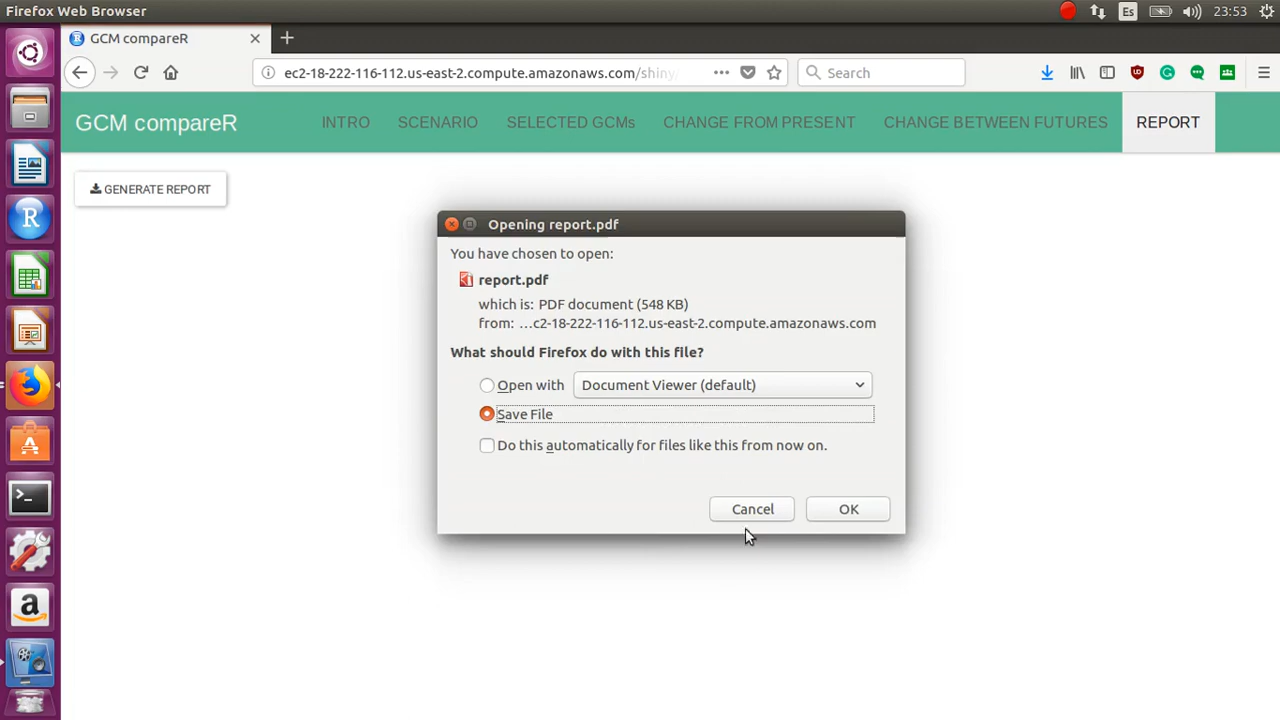 Firefox Web Browser
Es
23:53
GCM compareR
ec2-18-222-116-112.us-east-2.compute.amazonaws.com/shiny/
Search
GCM compareR
INTRO
SCENARIO
SELECTED GCMs
CHANGE FROM PRESENT
CHANGE BETWEEN FUTURES
REPORT
GENERATE REPORT
Opening report.pdf
You have chosen to open:
report.pdf
which is: PDF document (548 KB)
from: ...c2-18-222-116-112.us-east-2.compute.amazonaws.com
What should Firefox do with this file?
Open with Document Viewer (default)
Save File
Do this automatically for files like this from now on.
Cancel OK